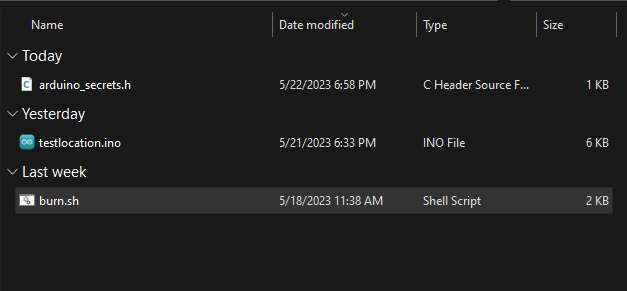 Name Date modified Type Size
Today
arduino_secrets.h 5/22/2023 6:58 PM C Header Source F... 1 KB
Yesterday
testlocation.ino 5/21/2023 6:33 PM INO File 6 KB
Last week
burn.sh 5/18/2023 11:38 AM Shell Script 2 KB